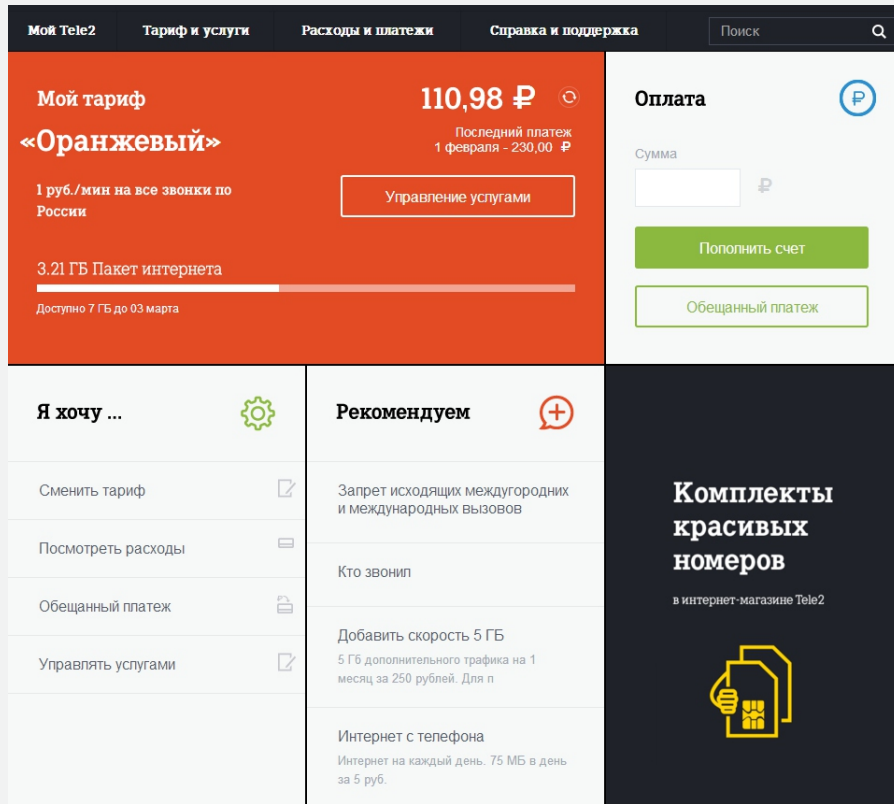 Мой Tele2 Тариф и услуги Расходы и платежи Справка и поддержка Поиск
Мой тариф
«Оранжевый»
1 руб./мин на все звонки по
России
110,98 ₽
Последний платеж
1 февраля - 230,00 ₽
Управление услугами
3.21 ГБ Пакет интернета
Доступно 7 ГБ до 03 марта
Оплата
₽
Сумма
₽
Пополнить счет
Обещанный платеж
Я хочу ...
Сменить тариф
Посмотреть расходы
Обещанный платеж
Управлять услугами
Рекомендуем
Запрет исходящих междугородних
и международных вызовов
Кто звонил
Добавить скорость 5 ГБ
5 Гб дополнительного трафика на 1
месяц за 250 рублей. Для п
Интернет с телефона
Интернет на каждый день. 75 МБ в день
за 5 руб.
Комплекты
красивых
номеров
в интернет-магазине Tele2